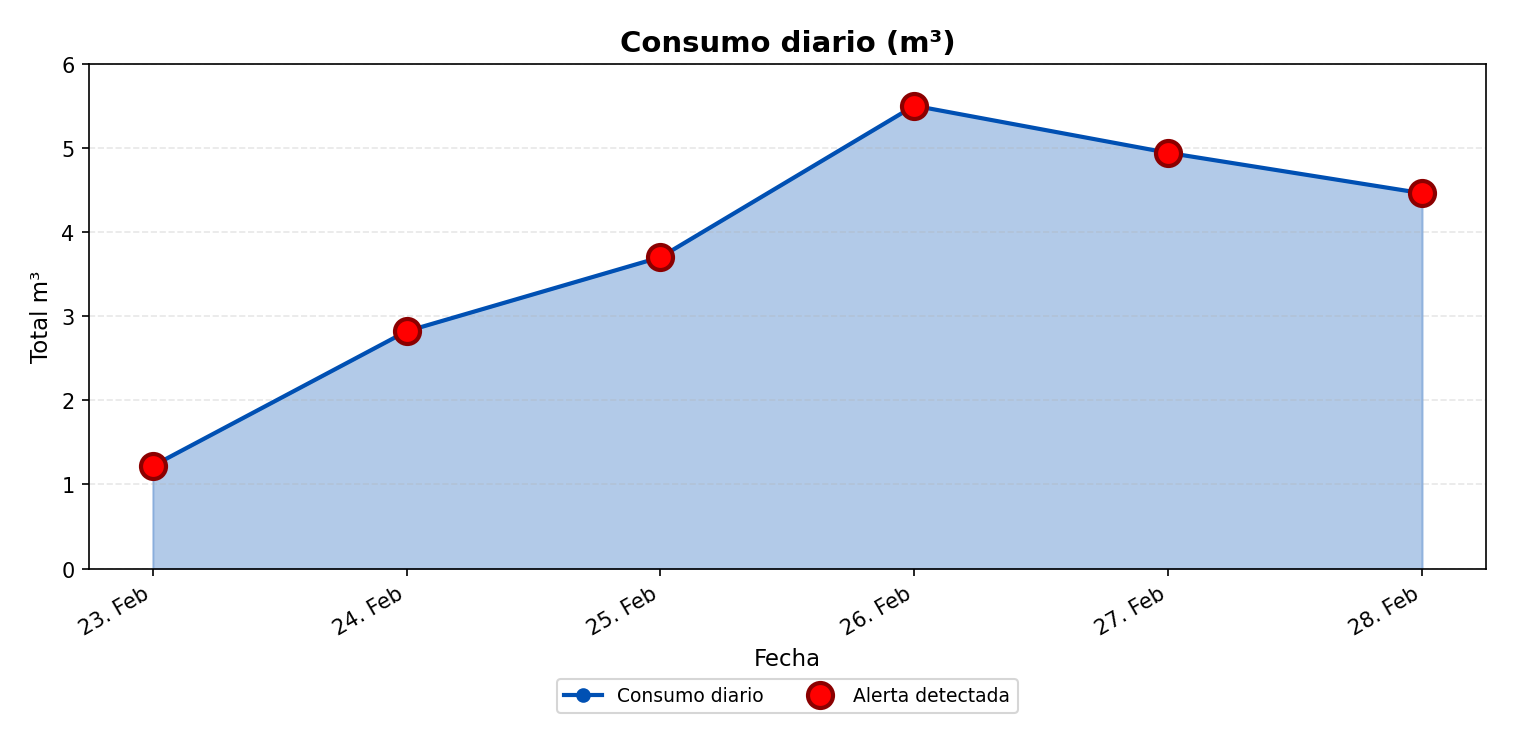 Consumo diario (m³)
6
5
4
3
2
1
0
Total m³
23. Feb
24. Feb
25. Feb
26. Feb
27. Feb
28. Feb
Fecha
Consumo diario
Alerta detectada